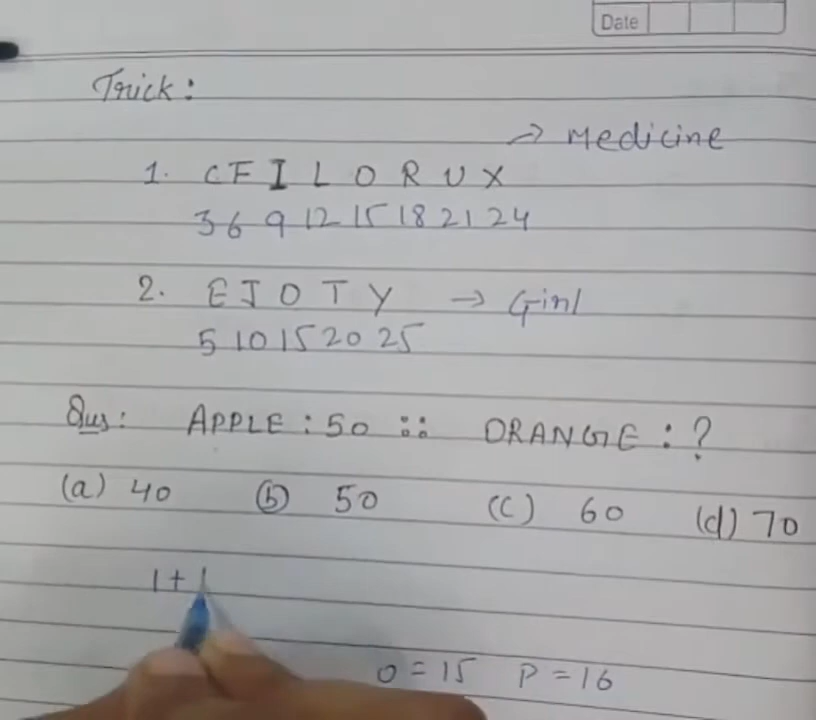 Date
Trick:
→ Medicine
1. C F I L O R U X
3 6 9 12 15 18 21 24
2. E J O T Y → Girl
5 10 15 20 25
Qus: APPLE : 50 :: ORANGE : ?
(a) 40 (b) 50 (c) 60 (d) 70
1 + 1
O = 15 P = 16